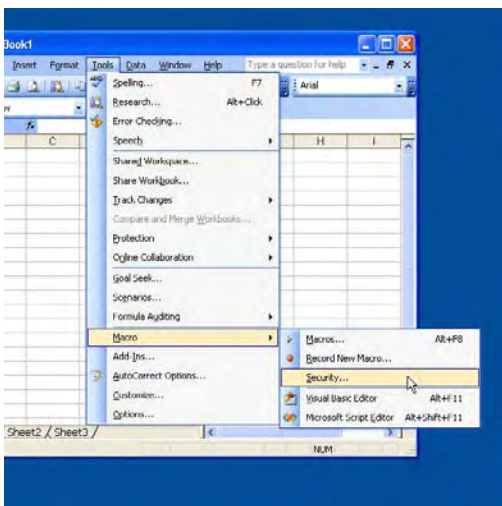 Book1
Insert Format Tools Data Window Help Type a question for help
Arial
C H I
Spelling... F7
Research... Alt+Click
Error Checking...
Speech
Shared Workspace...
Share Workbook...
Track Changes
Compare and Merge Workbooks...
Protection
Online Collaboration
Goal Seek...
Scenarios...
Formula Auditing
Macro
Add-Ins...
AutoCorrect Options...
Customize...
Options...
Macros... Alt+F8
Record New Macro...
Security...
Visual Basic Editor Alt+F11
Microsoft Script Editor Alt+Shift+F11
Sheet2 / Sheet3 /
NUM